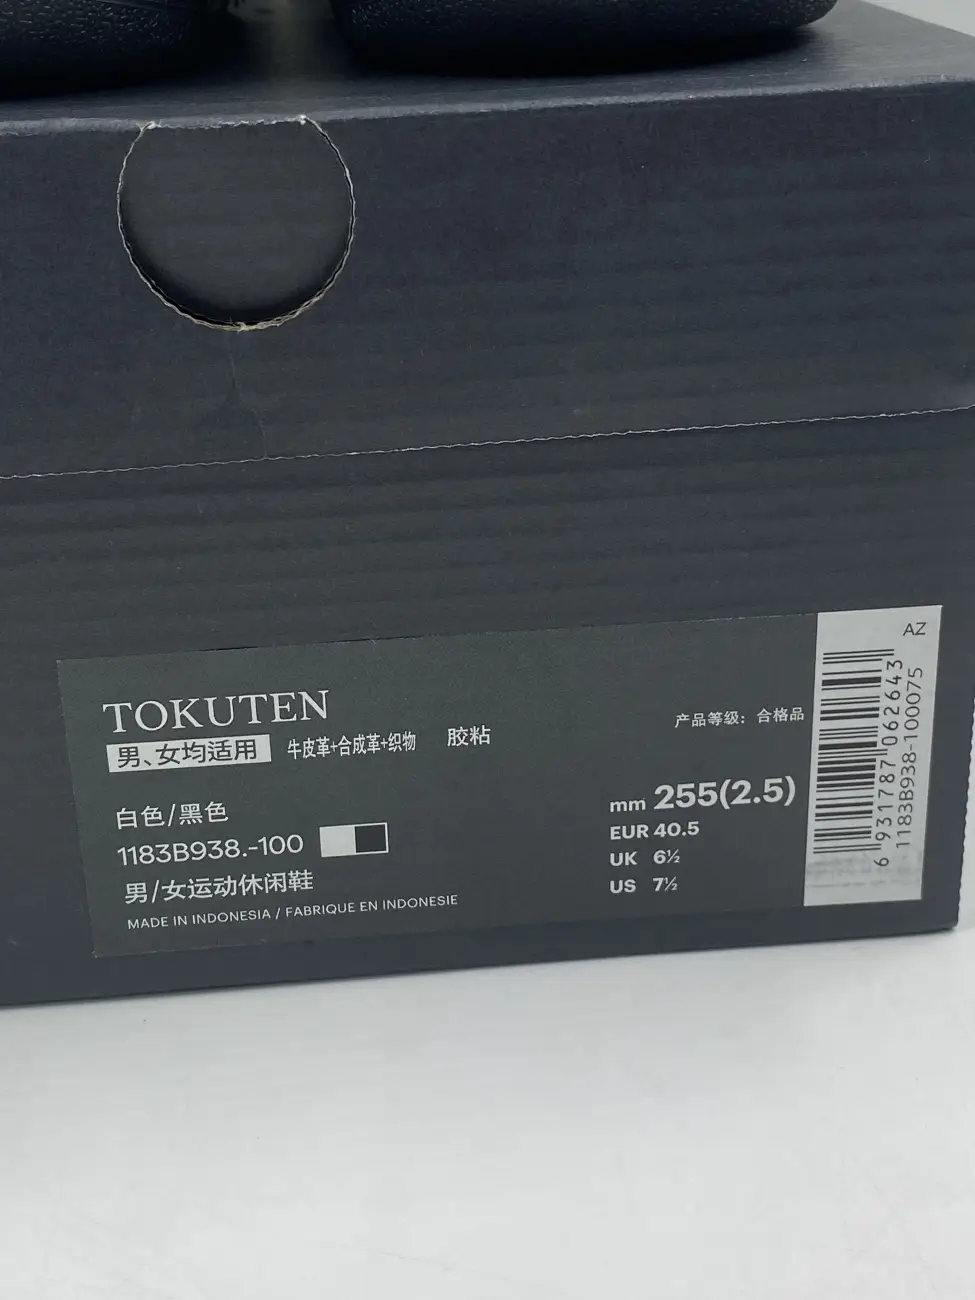 TOKUTEN
男、女均适用 牛皮革+合成革+织物 胶粘
白色/黑色
1183B938.-100
男/女运动休闲鞋
MADE IN INDONESIA / FABRIQUE EN INDONESIE
产品等级：合格品
mm 255(2.5)
EUR 40.5
UK 6½
US 7½
AZ
6 931787 062643
1183B938-100075